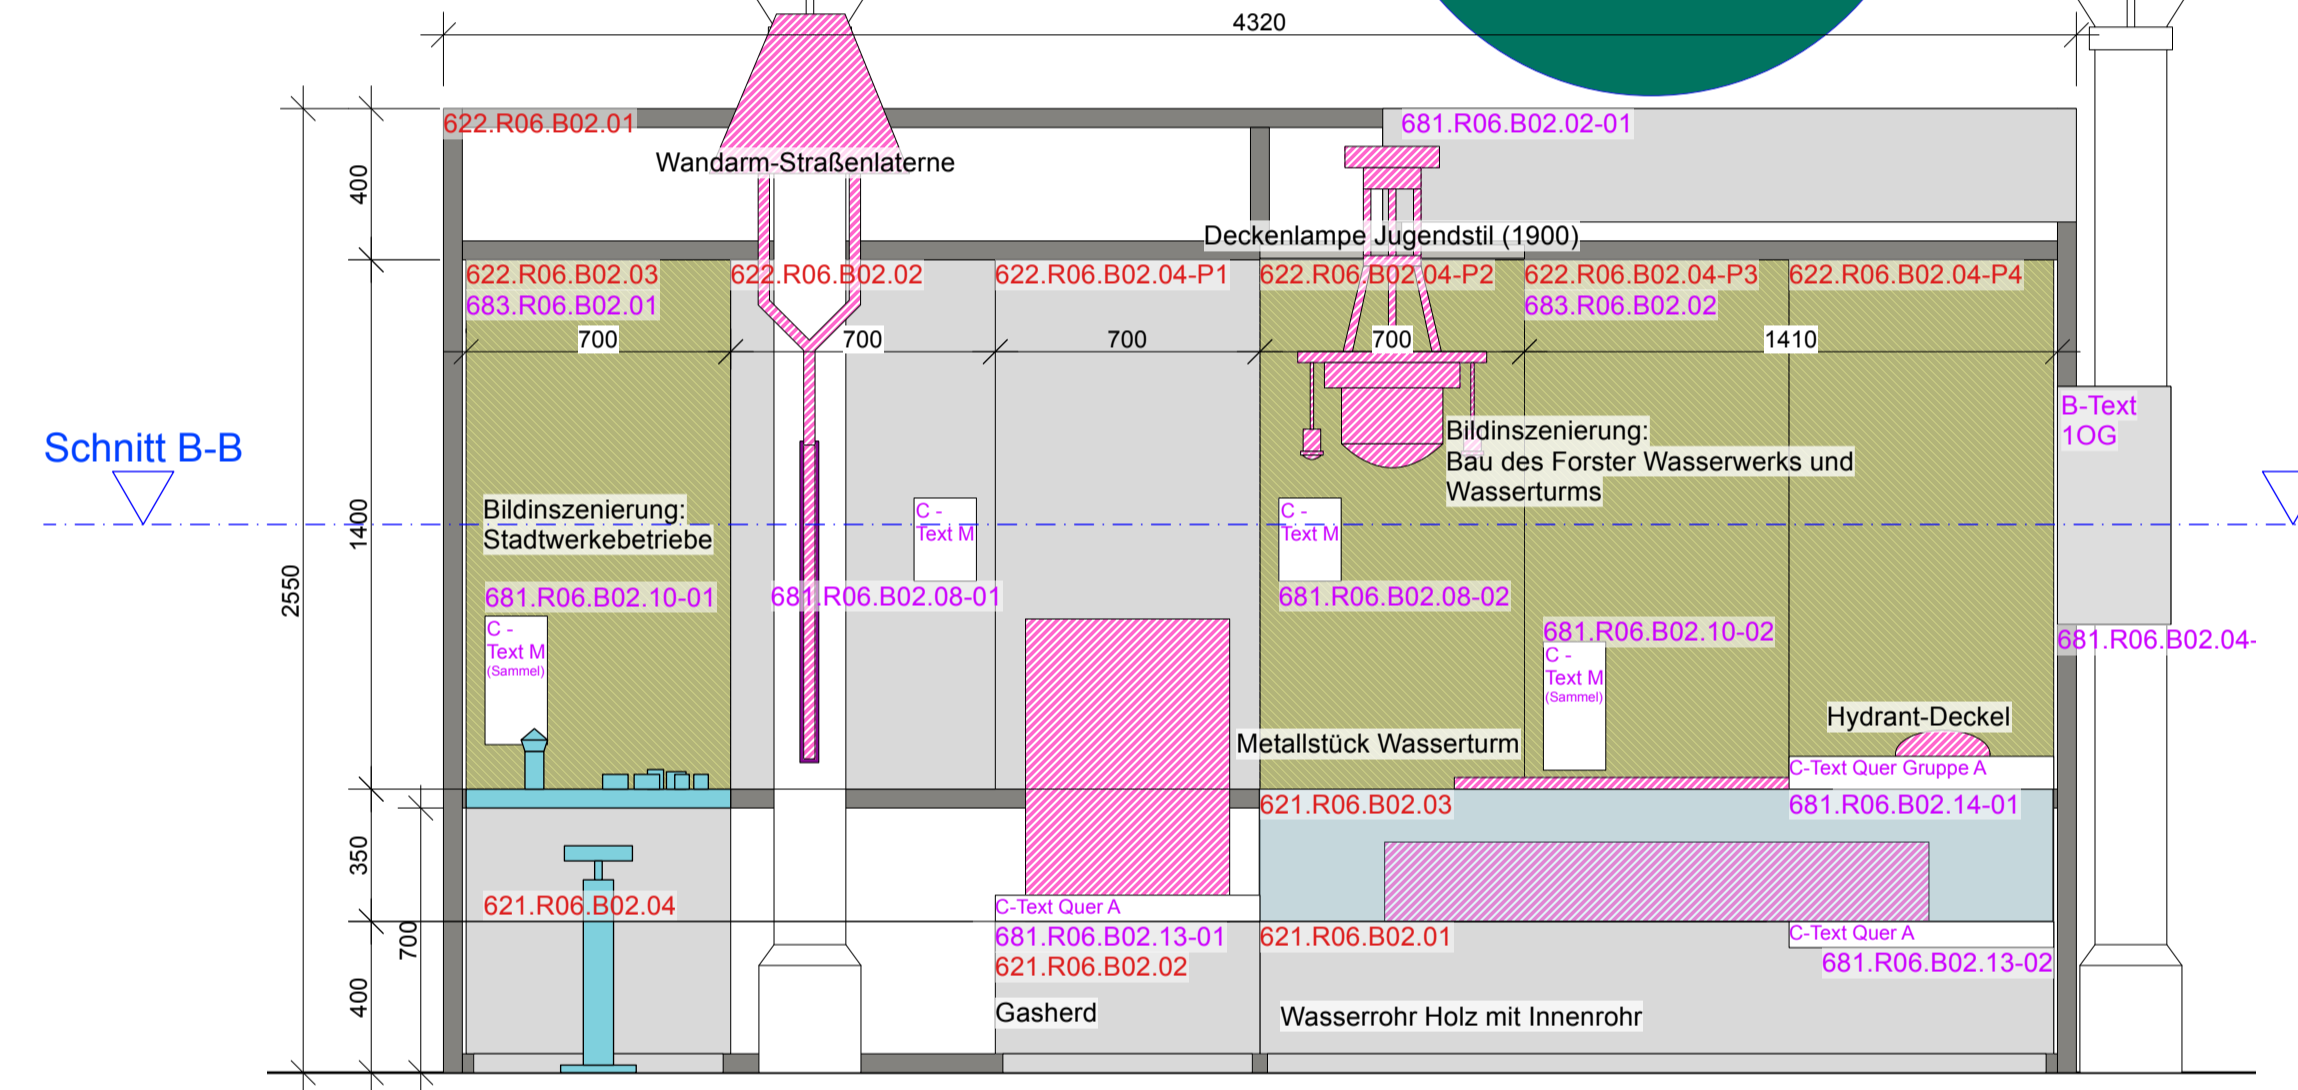 4320
622.R06.B02.01
681.R06.B02.02-01
Wandarm-Straßenlaterne
400
Deckenlampe Jugendstil (1900)
622.R06.B02.03
622.R06.B02.02
622.R06.B02.04-P1
622.R06.B02.04-P2
622.R06.B02.04-P3
622.R06.B02.04-P4
683.R06.B02.01
683.R06.B02.02
700
700
700
700
1410
B-Text
1OG
Schnitt B-B
Bildinszenierung:
Bau des Forster Wasserwerks und
Wasserturms
Bildinszenierung:
Stadtwerkebetriebe
C -
Text M
C -
Text M
1400
2550
681.R06.B02.10-01
681.R06.B02.08-01
681.R06.B02.08-02
C -
Text M
(Sammel)
681.R06.B02.10-02
C -
Text M
(Sammel)
681.R06.B02.04-
Hydrant-Deckel
Metallstück Wasserturm
C-Text Quer Gruppe A
621.R06.B02.03
681.R06.B02.14-01
350
621.R06.B02.04
C-Text Quer A
700
681.R06.B02.13-01
621.R06.B02.01
C-Text Quer A
621.R06.B02.02
681.R06.B02.13-02
400
Gasherd
Wasserrohr Holz mit Innenrohr